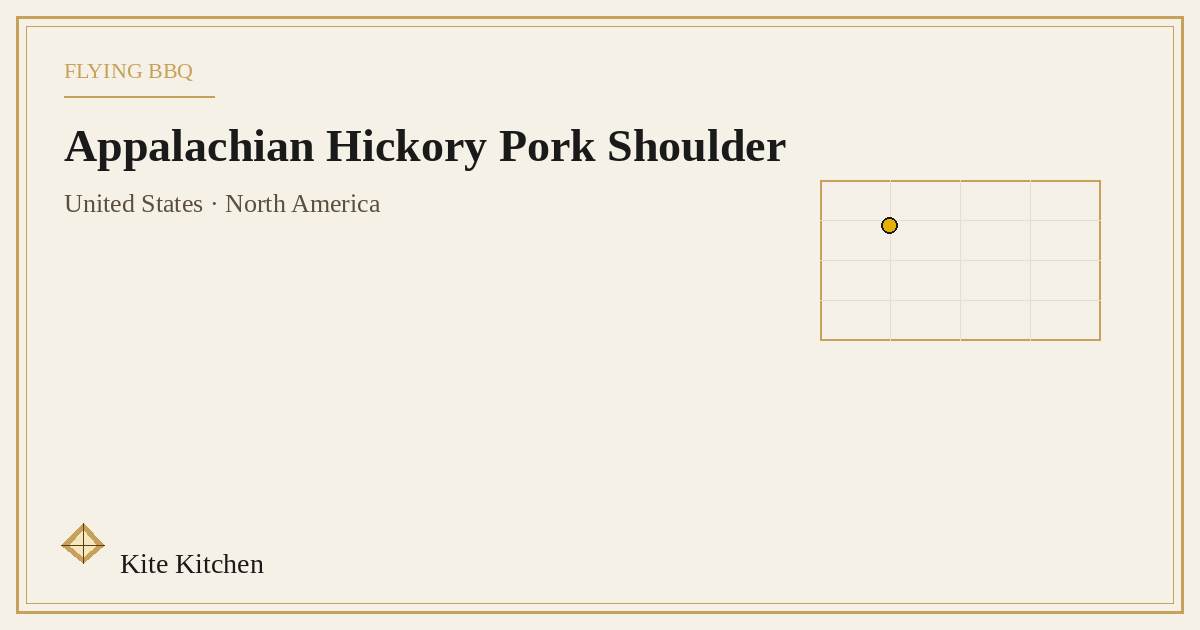 FLYING BBQ
Appalachian Hickory Pork Shoulder
United States · North America
Kite Kitchen